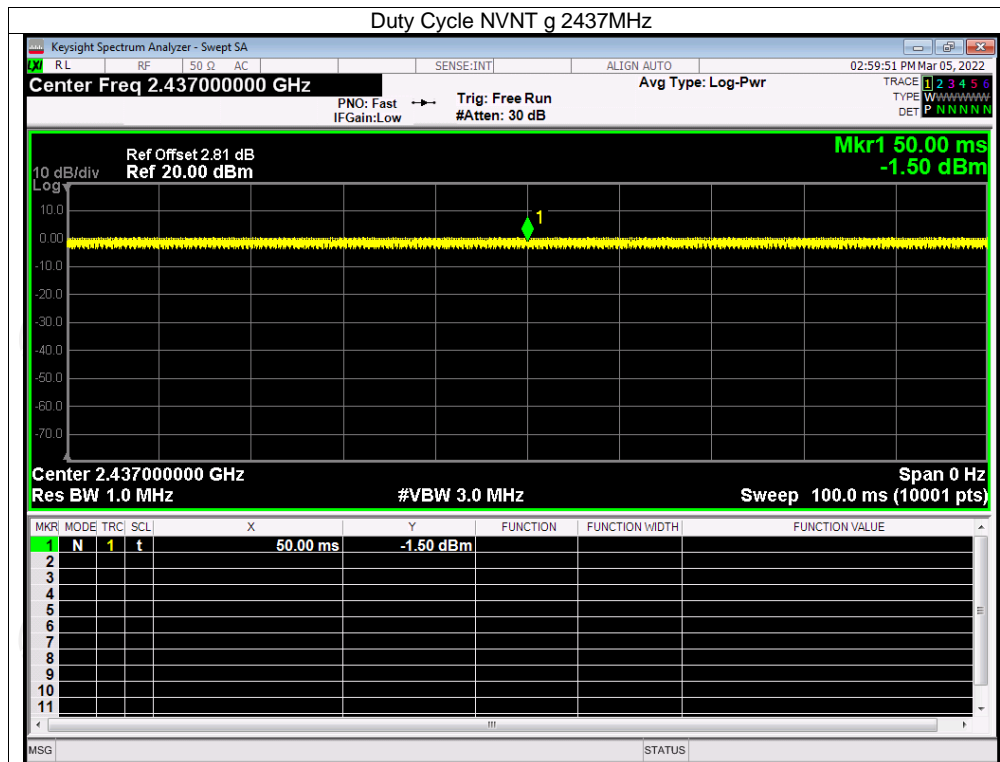 Duty Cycle NVNT g 2437MHz
Keysight Spectrum Analyzer - Swept SA
LXI RL RF 50 Ω AC SENSE:INT ALIGN AUTO 02:59:51 PM Mar 05, 2022
Center Freq 2.437000000 GHz Avg Type: Log-Pwr TRACE 1 2 3 4 5 6
PNO: Fast Trig: Free Run TYPE WWWWWW
IFGain:Low #Atten: 30 dB DET P N N N N N
Mkr1 50.00 ms
Ref Offset 2.81 dB
10 dB/div Ref 20.00 dBm -1.50 dBm
Log
10.0
1
0.00
-10.0
-20.0
-30.0
-40.0
-50.0
-60.0
-70.0
Center 2.437000000 GHz Span 0 Hz
Res BW 1.0 MHz #VBW 3.0 MHz Sweep 100.0 ms (10001 pts)
MKR MODE TRC SCL X Y FUNCTION FUNCTION WIDTH FUNCTION VALUE
1 N 1 t 50.00 ms -1.50 dBm
2
3
4
5
6
7
8
9
10
11
MSG STATUS